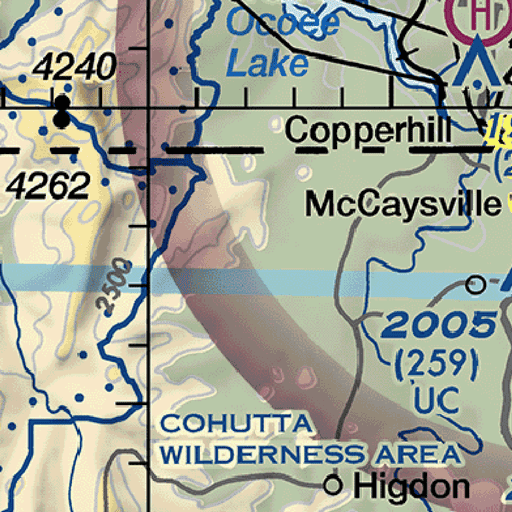 Ocoee
Lake
H
4240
Copperhill
4262
McCaysville
2500
2005
(259)
UC
COHUTTA
WILDERNESS AREA
Higdon